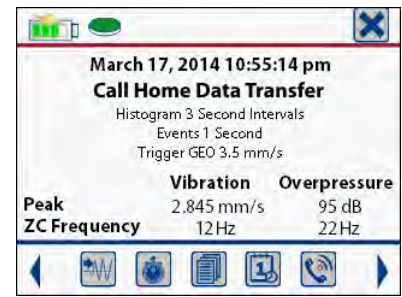 March 17, 2014 10:55:14 pm
Call Home Data Transfer
Histogram 3 Second Intervals
Events 1 Second
Trigger GEO 3.5 mm/s
Vibration Overpressure
Peak 2.845 mm/s 95 dB
ZC Frequency 12 Hz 22 Hz
1